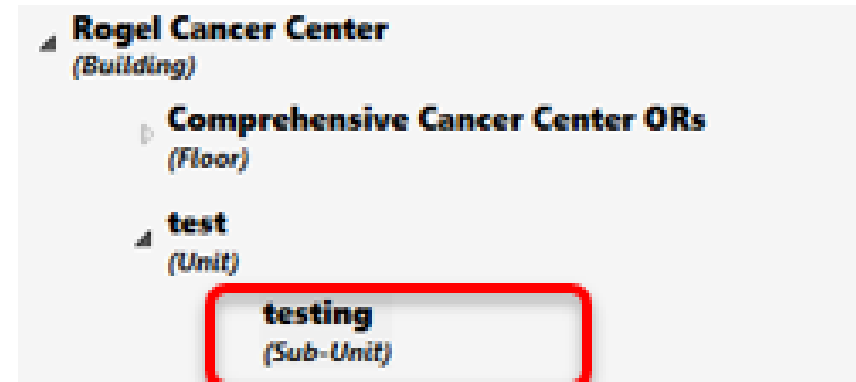 Rogel Cancer Center
(Building)
Comprehensive Cancer Center ORs
(Floor)
test
(Unit)
testing
(Sub-Unit)